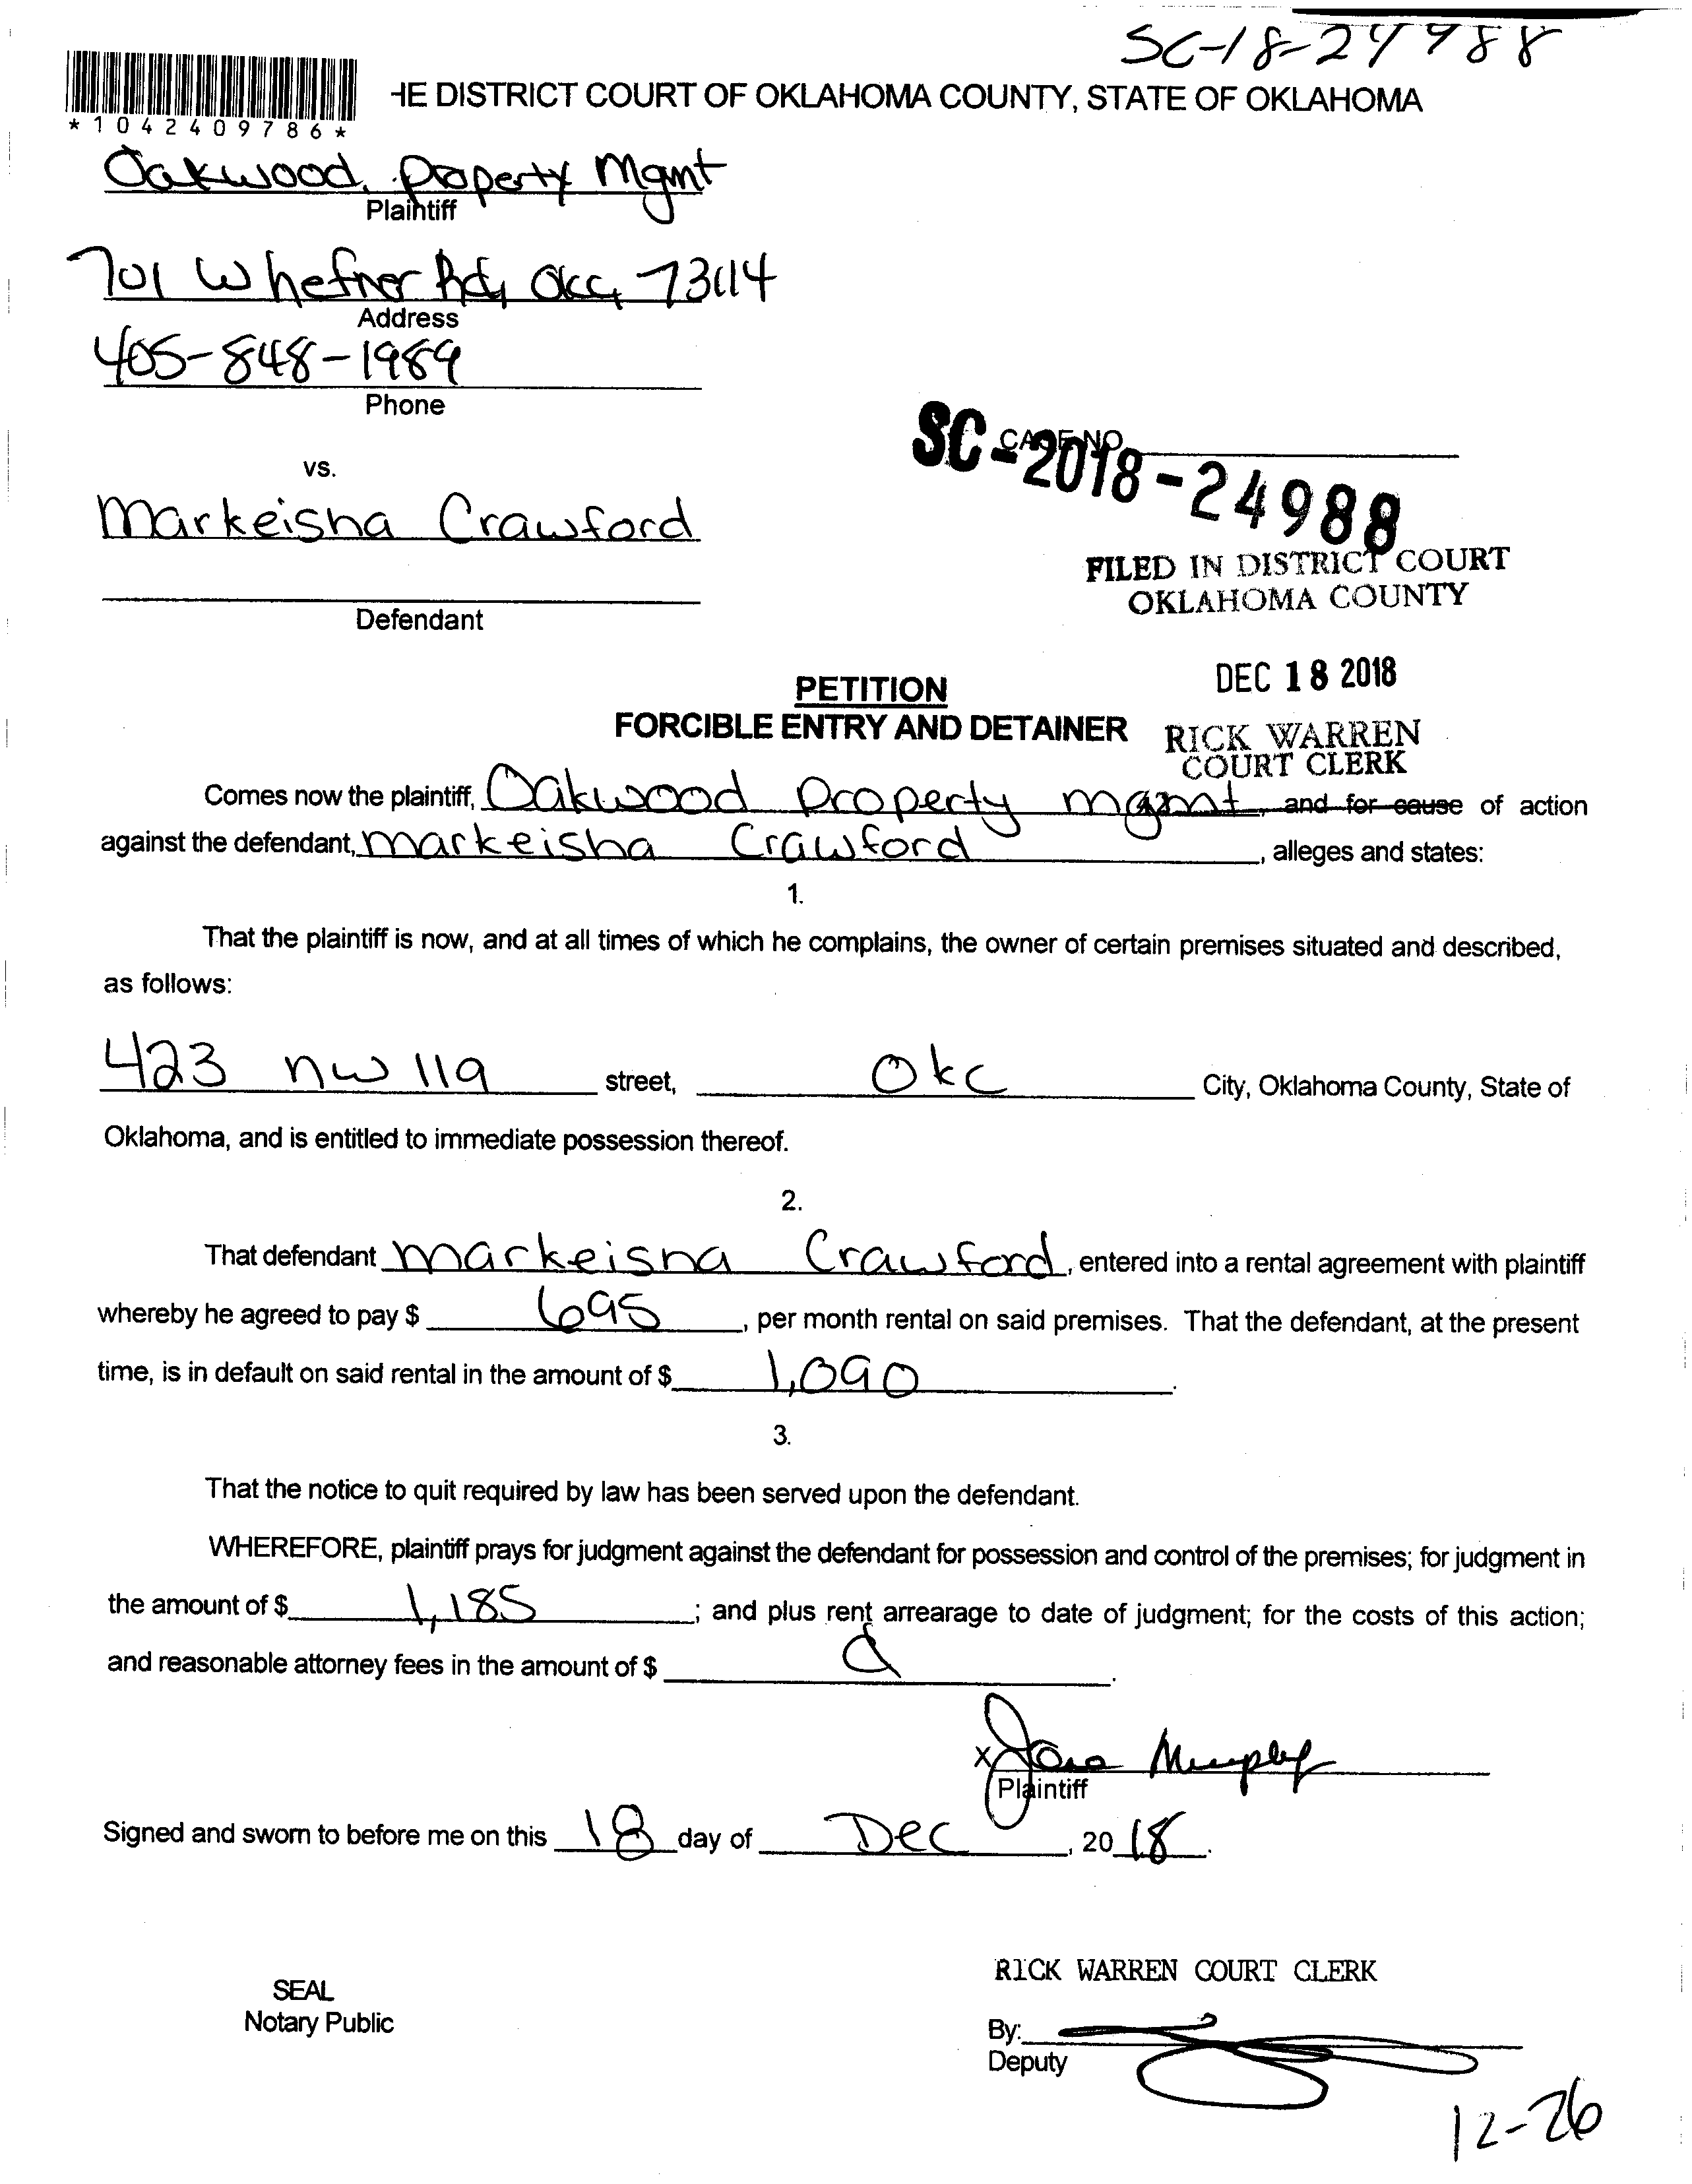 SC-18-24988
HE DISTRICT COURT OF OKLAHOMA COUNTY, STATE OF OKLAHOMA
*1042409786*
Oakwood Property Mgmt
Plaintiff
701 W hefner Rd, OKC, 73114
Address
405-848-1989
Phone
CASE NO.
SC-2018-24988
vs.
Markeisha Crawford
FILED IN DISTRICT COURT
OKLAHOMA COUNTY
Defendant
DEC 18 2018
PETITION
FORCIBLE ENTRY AND DETAINER
RICK WARREN
COURT CLERK
Comes now the plaintiff, Oakwood Property mgmt, and for cause of action
against the defendant, markeisha Crawford, alleges and states:
1.
That the plaintiff is now, and at all times of which he complains, the owner of certain premises situated and described,
as follows:
423 nw 119 street, Okc City, Oklahoma County, State of
Oklahoma, and is entitled to immediate possession thereof.
2.
That defendant markeisha Crawford, entered into a rental agreement with plaintiff
whereby he agreed to pay $ 695, per month rental on said premises. That the defendant, at the present
time, is in default on said rental in the amount of $ 1,090.
3.
That the notice to quit required by law has been served upon the defendant.
WHEREFORE, plaintiff prays for judgment against the defendant for possession and control of the premises; for judgment in
the amount of $ 1,185; and plus rent arrearage to date of judgment; for the costs of this action;
and reasonable attorney fees in the amount of $
x Murphy
Plaintiff
Signed and sworn to before me on this 18 day of Dec, 2018.
RICK WARREN COURT CLERK
SEAL
Notary Public
By:
Deputy
12-26